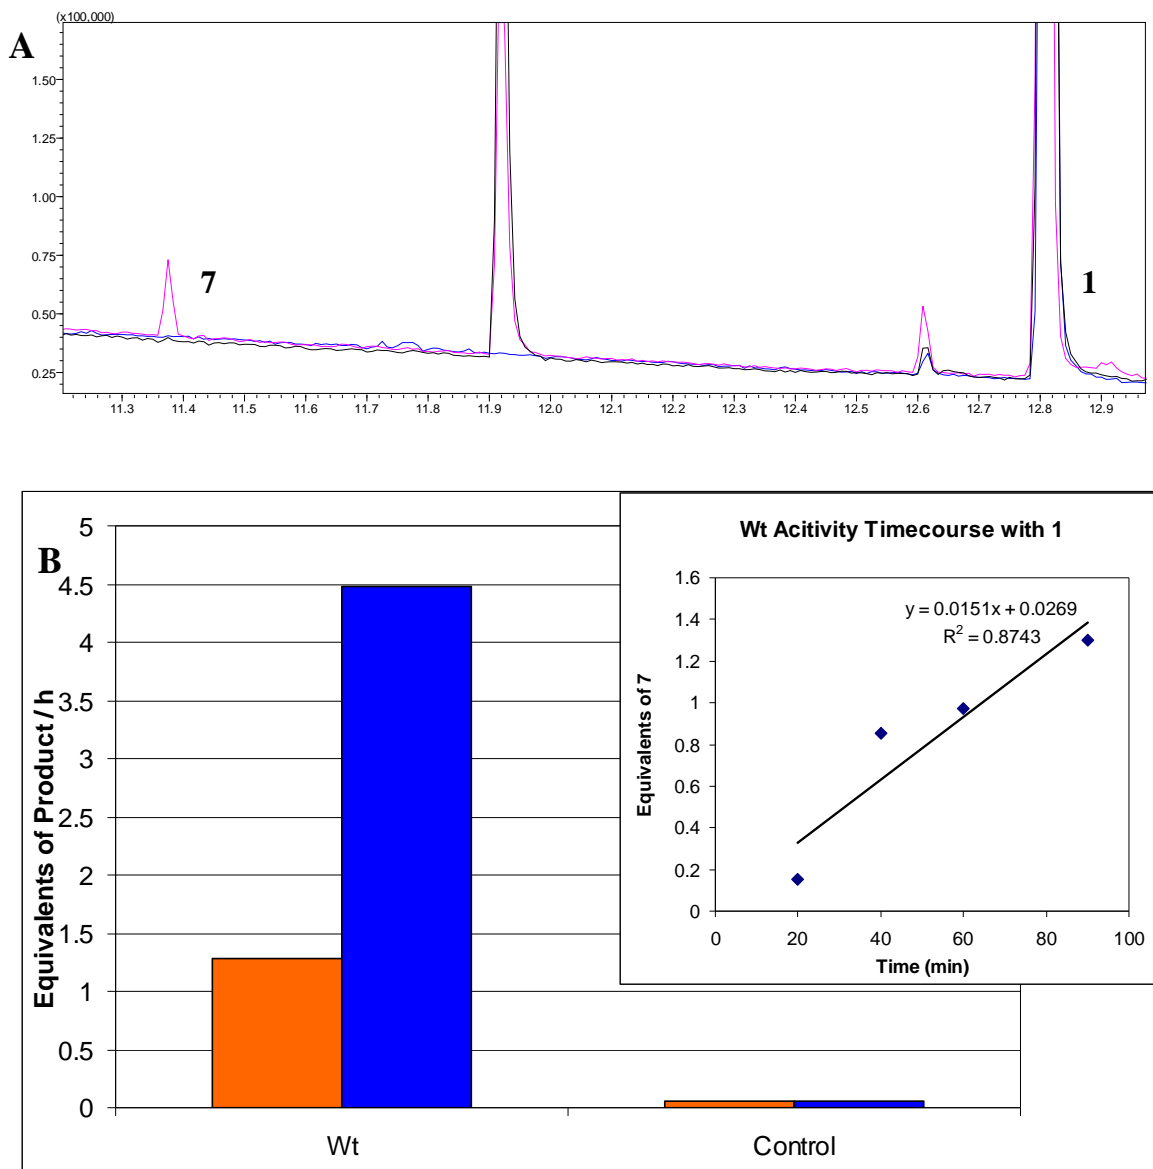 (x100,000)
A
1.50
1.25
1.00
0.75
0.50
0.25
7
1
11.3 11.4 11.5 11.6 11.7 11.8 11.9 12.0 12.1 12.2 12.3 12.4 12.5 12.6 12.7 12.8 12.9
B
Equivalents of Product / h
5
4.5
4
3.5
3
2.5
2
1.5
1
0.5
0
Wt Control
Wt Acitivity Timecourse with 1
y = 0.0151x + 0.0269
R² = 0.8743
Equivalents of 7
1.6
1.4
1.2
1
0.8
0.6
0.4
0.2
0
0 20 40 60 80 100
Time (min)